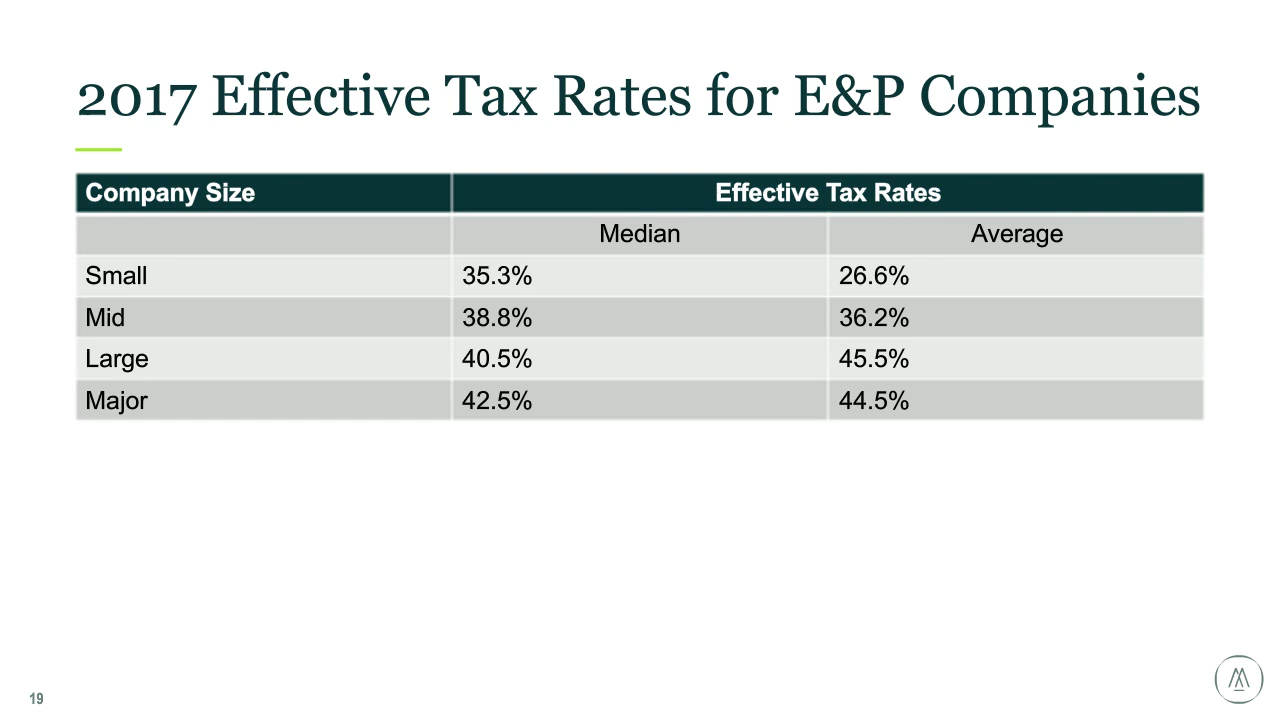 2017 Effective Tax Rates for E&P Companies
Company Size Effective Tax Rates
Median Average
Small 35.3% 26.6%
Mid 38.8% 36.2%
Large 40.5% 45.5%
Major 42.5% 44.5%
19